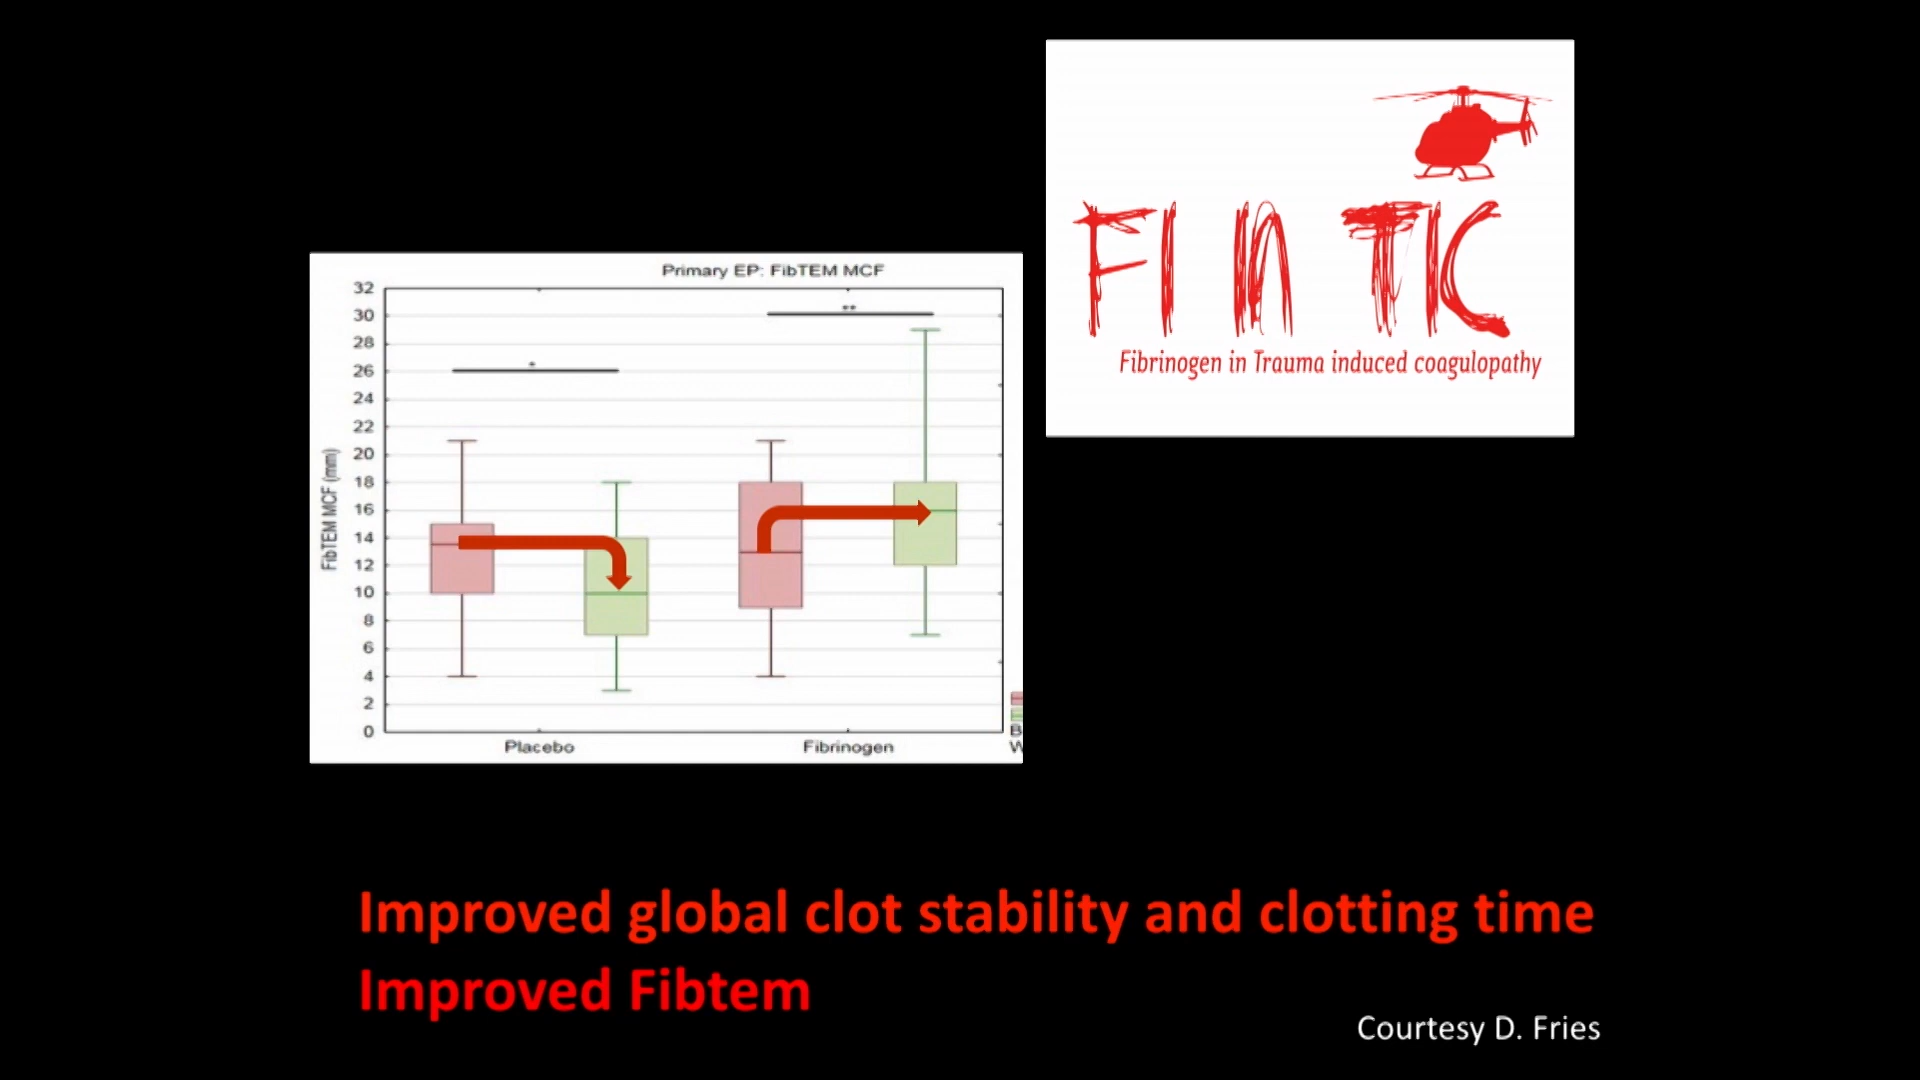 FI in TIC
Fibrinogen in Trauma induced coagulopathy
Primary EP: FibTEM MCF
FibTEM MCF (mm)
32
30
28
26
24
22
20
18
16
14
12
10
8
6
4
2
0
*
**
Placebo
Fibrinogen
B
W
Improved global clot stability and clotting time
Improved Fibtem
Courtesy D. Fries